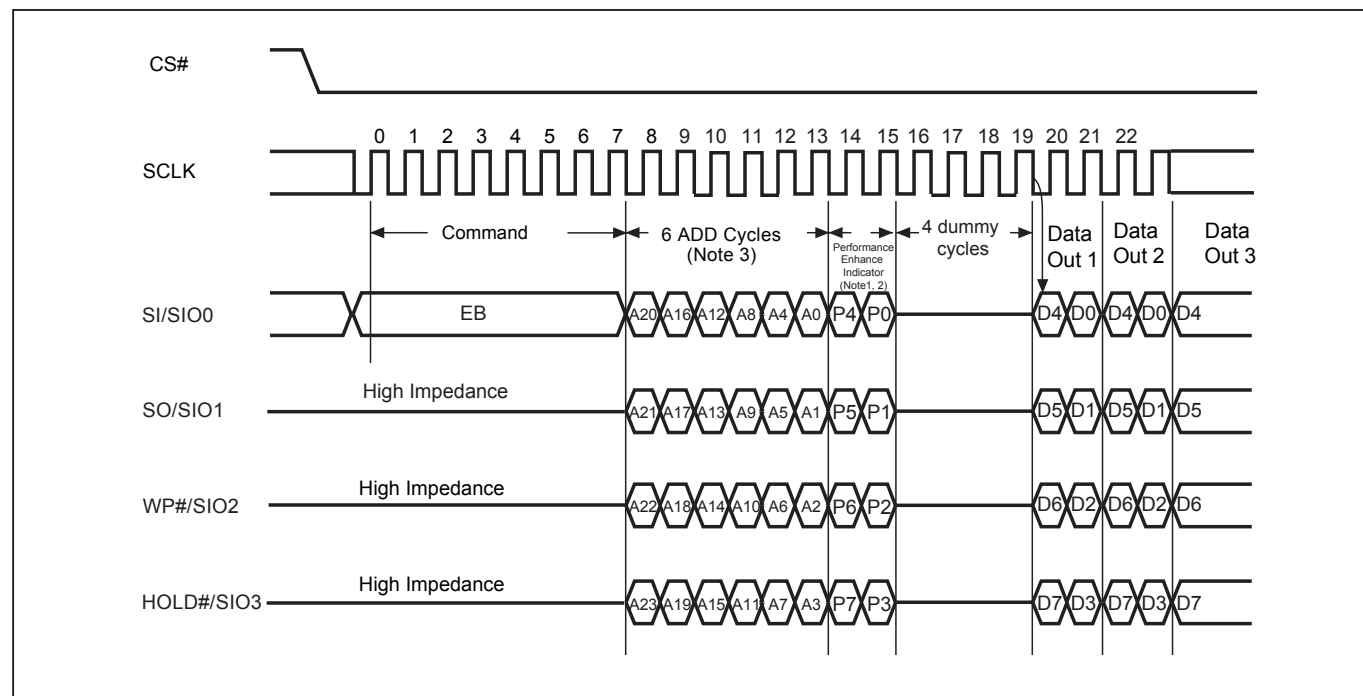 CS#
0 1 2 3 4 5 6 7 8 9 10 11 12 13 14 15 16 17 18 19 20 21 22
SCLK
Command
6 ADD Cycles
(Note 3)
Performance
Enhance
Indicator
(Note1, 2)
4 dummy
cycles
Data
Out 1
Data
Out 2
Data
Out 3
SI/SIO0 EB A20 A16 A12 A8 A4 A0 P4 P0 D4 D0 D4 D0 D4
High Impedance
SO/SIO1 A21 A17 A13 A9 A5 A1 P5 P1 D5 D1 D5 D1 D5
High Impedance
WP#/SIO2 A22 A18 A14 A10 A6 A2 P6 P2 D6 D2 D6 D2 D6
High Impedance
HOLD#/SIO3 A23 A19 A15 A11 A7 A3 P7 P3 D7 D3 D7 D3 D7